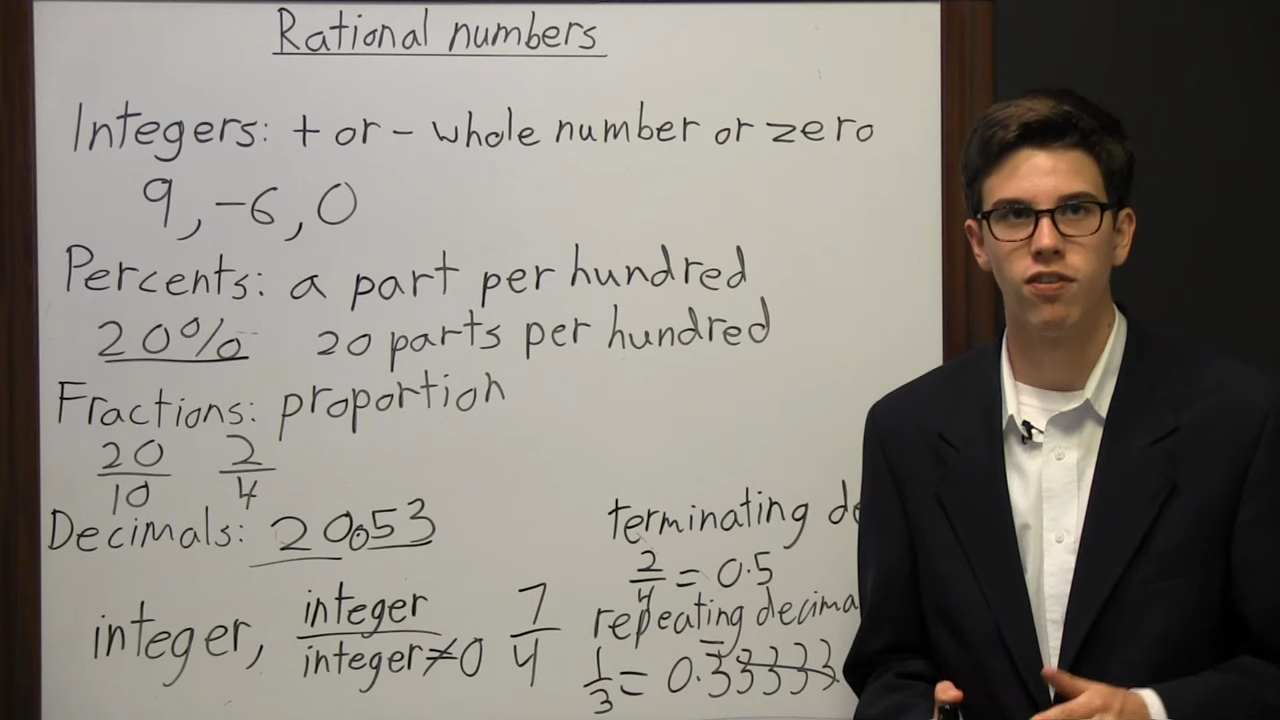 Rational numbers
Integers: + or - whole number or zero
9, -6, 0
Percents: a part per hundred
20% 20 parts per hundred
Fractions: proportion
20/10 2/4
Decimals: 20.53
terminating de
2/4 = 0.5
repeating decima
integer, integer/integer≠0 7/4
1/3 = 0.33333